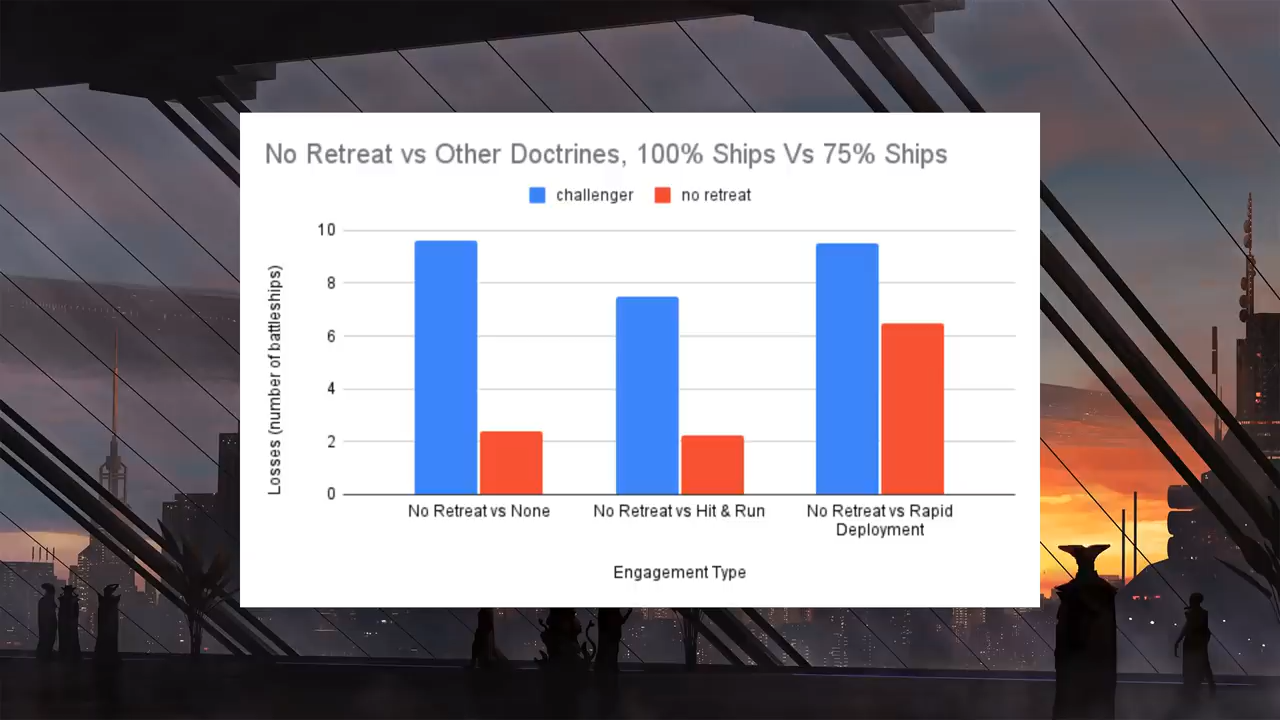 No Retreat vs Other Doctrines, 100% Ships Vs 75% Ships
challenger no retreat
10
8
6
4
2
0
Losses (number of battleships)
No Retreat vs None No Retreat vs Hit & Run No Retreat vs Rapid
Deployment
Engagement Type